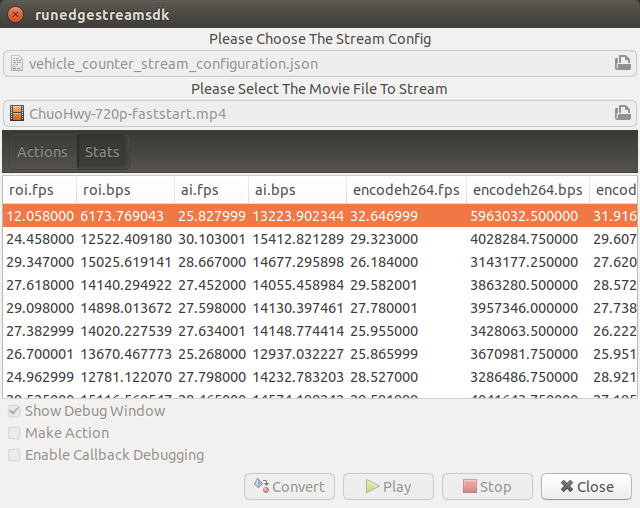 runedgestreamsdk
Please Choose The Stream Config
vehicle_counter_stream_configuration.json
Please Select The Movie File To Stream
ChuoHwy-720p-faststart.mp4
Actions Stats
roi.fps roi.bps ai.fps ai.bps encodeh264.fps encodeh264.bps encod
12.058000 6173.769043 25.827999 13223.902344 32.646999 5963032.500000 31.916
24.458000 12522.409180 30.103001 15412.821289 29.323000 4028284.750000 29.607
29.347000 15025.619141 28.667000 14677.295898 26.184000 3143177.250000 27.620
27.618000 14140.294922 27.452000 14055.458984 29.582001 3863280.500000 28.572
29.098000 14898.013672 27.598000 14130.397461 27.780001 3957346.000000 27.738
27.382999 14020.227539 27.634001 14148.774414 25.955000 3428063.500000 26.222
26.700001 13670.467773 25.268000 12937.032227 25.865999 3670981.750000 25.951
24.962999 12781.122070 27.798000 14232.783203 28.527000 3286486.750000 28.921
Show Debug Window
Make Action
Enable Callback Debugging
Convert Play Stop Close